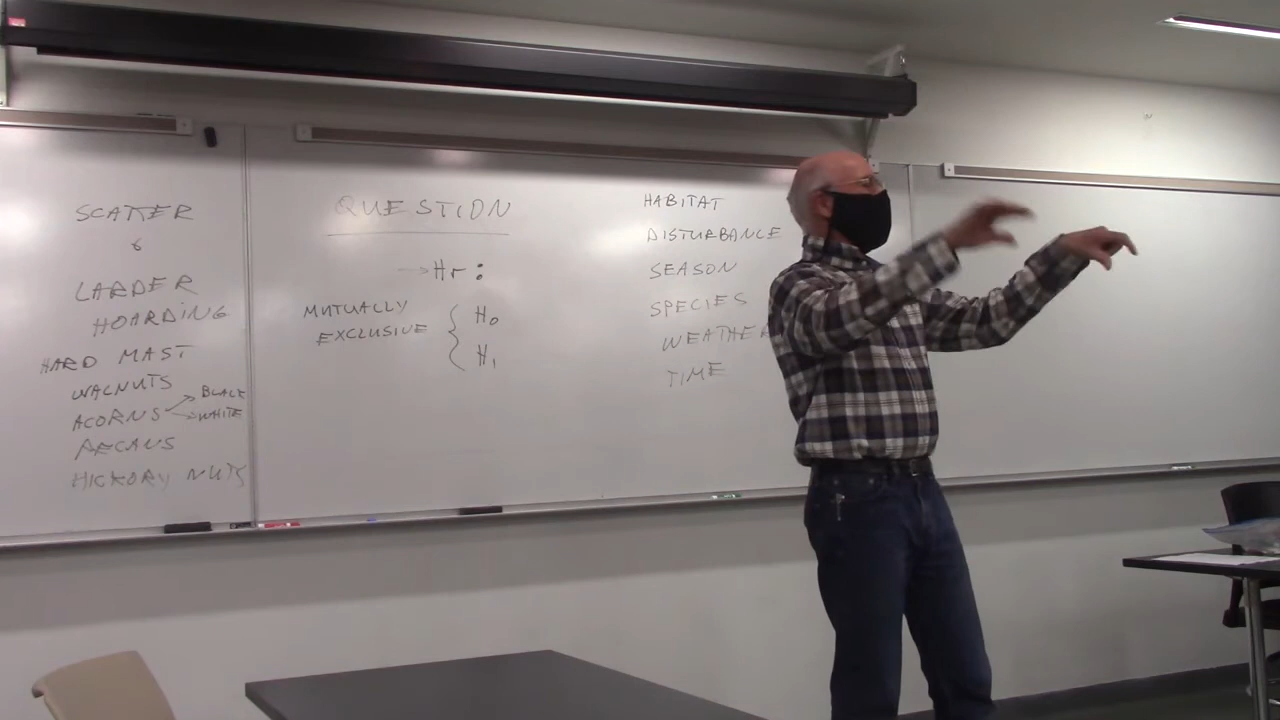 SCATTER
&
LARDER
HOARDING
HARD MAST
WALNUTS
ACORNS → BLACK
→ WHITE
PECANS
HICKORY NUTS
QUESTION
→ Hr :
MUTUALLY
EXCLUSIVE { H0
H1
HABITAT
DISTURBANCE
SEASON
SPECIES
WEATHER
TIME